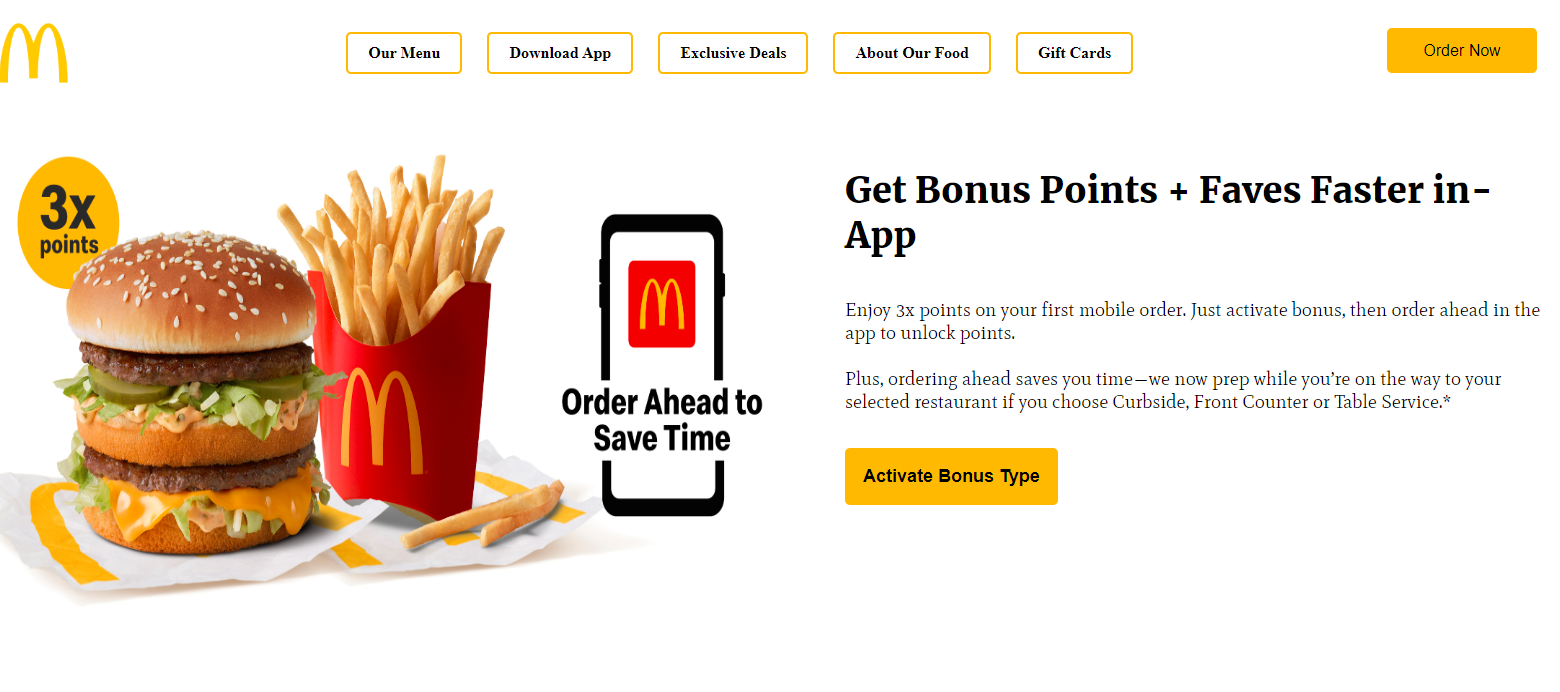 Our Menu
Download App
Exclusive Deals
About Our Food
Gift Cards
Order Now
3x
points
Order Ahead to
Save Time
Get Bonus Points + Faves Faster in-
App
Enjoy 3x points on your first mobile order. Just activate bonus, then order ahead in the
app to unlock points.
Plus, ordering ahead saves you time—we now prep while you’re on the way to your
selected restaurant if you choose Curbside, Front Counter or Table Service.*
Activate Bonus Type